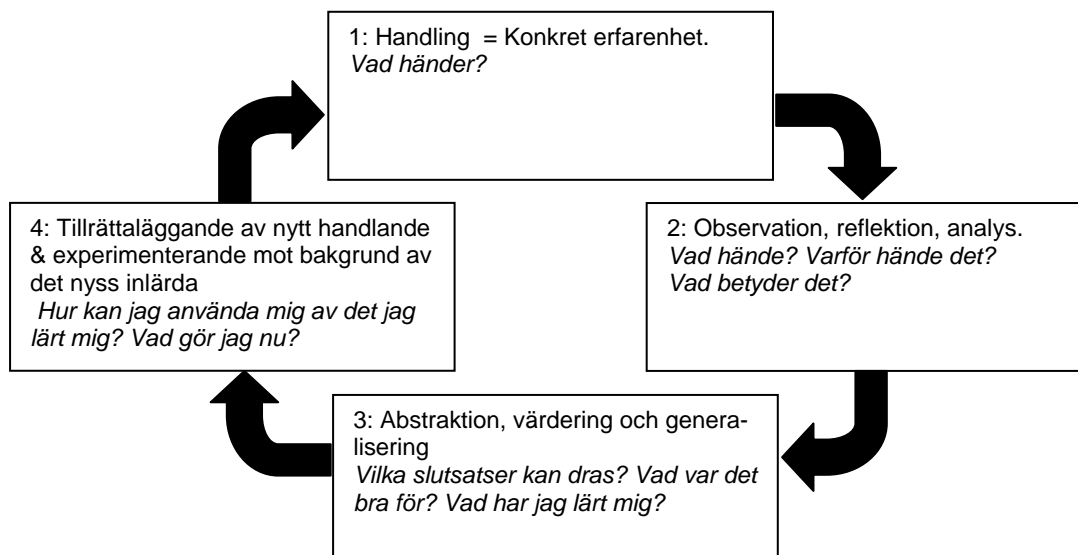 1: Handling  = Konkret erfarenhet.
Vad händer?
2: Observation, reflektion, analys.
Vad hände? Varför hände det?
Vad betyder det?
3: Abstraktion, värdering och genera-
lisering
Vilka slutsatser kan dras? Vad var det
bra för? Vad har jag lärt mig?
4: Tillrättaläggande av nytt handlande
& experimenterande mot bakgrund av
det nyss inlärda
Hur kan jag använda mig av det jag
lärt mig? Vad gör jag nu?